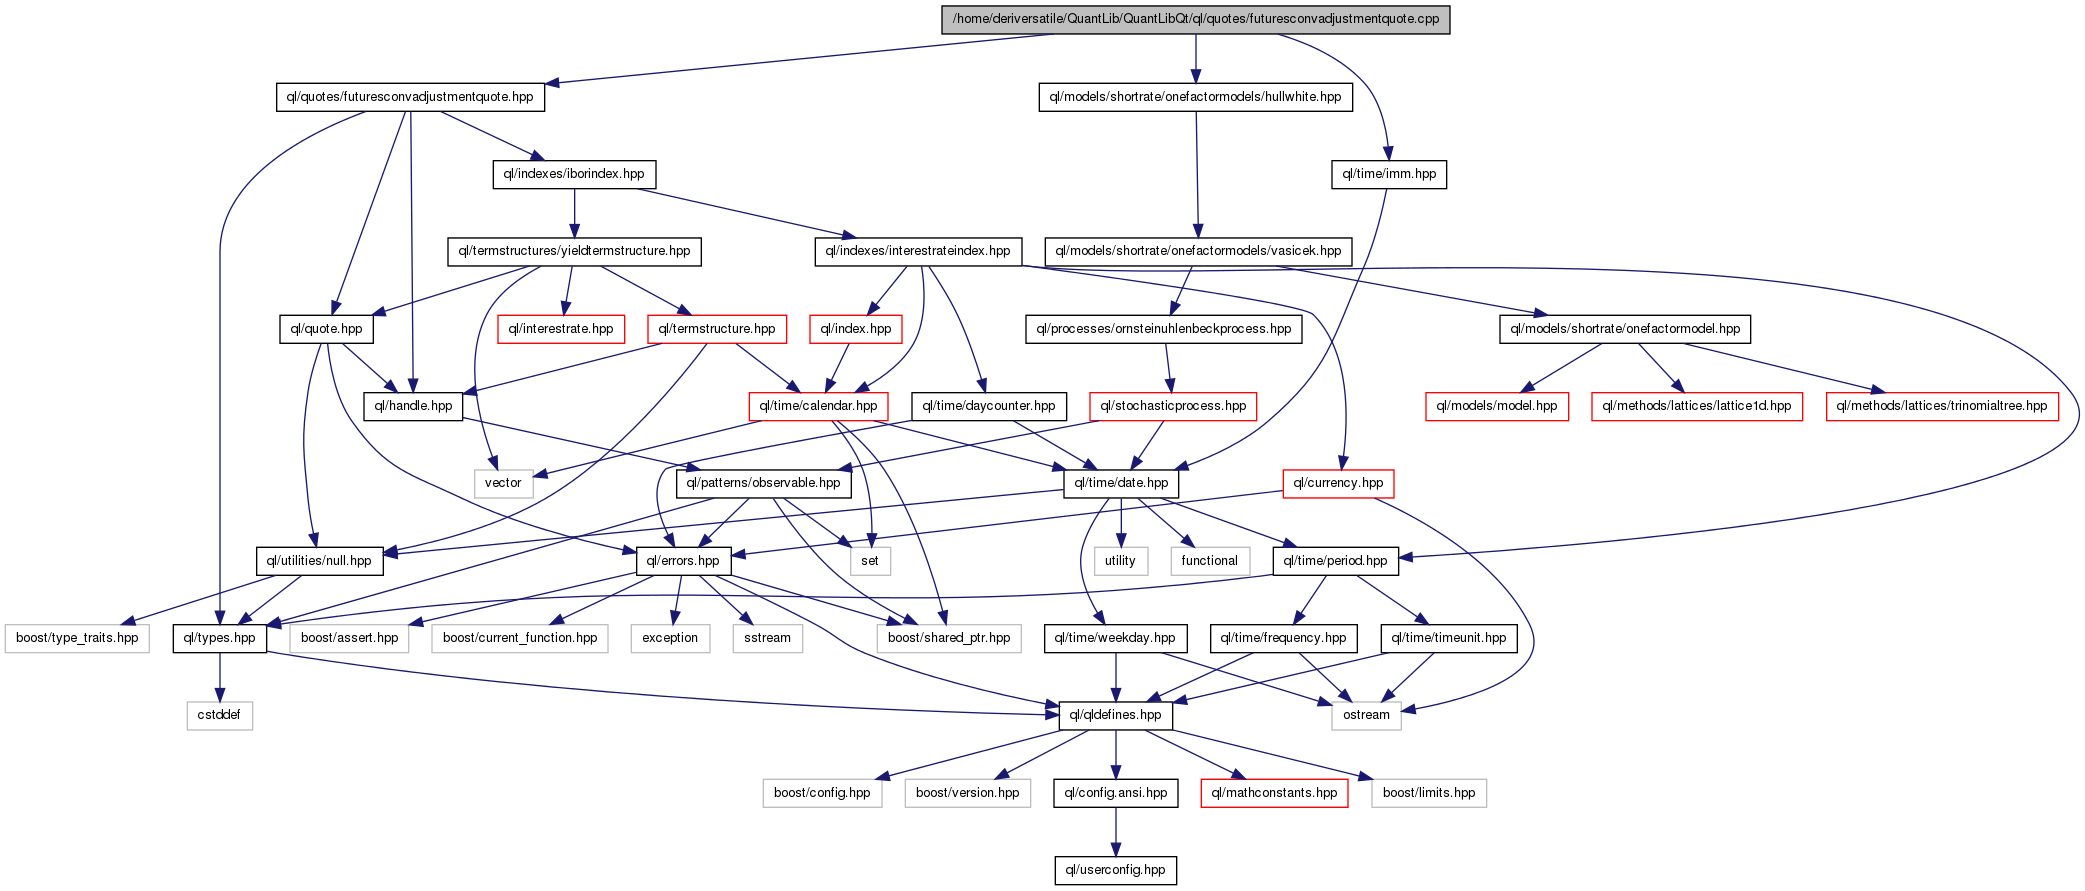 /home/deriversatile/QuantLib/QuantLibQt/ql/quotes/futuresconvadjustmentquote.cpp
ql/quotes/futuresconvadjustmentquote.hpp
ql/models/shortrate/onefactormodels/hullwhite.hpp
ql/indexes/iborindex.hpp
ql/time/imm.hpp
ql/termstructures/yieldtermstructure.hpp
ql/indexes/interestrateindex.hpp
ql/models/shortrate/onefactormodels/vasicek.hpp
ql/quote.hpp
ql/interestrate.hpp
ql/termstructure.hpp
ql/index.hpp
ql/processes/ornsteinuhlenbeckprocess.hpp
ql/models/shortrate/onefactormodel.hpp
ql/handle.hpp
ql/time/calendar.hpp
ql/time/daycounter.hpp
ql/stochasticprocess.hpp
ql/models/model.hpp
ql/methods/lattices/lattice1d.hpp
ql/methods/lattices/trinomialtree.hpp
vector
ql/patterns/observable.hpp
ql/time/date.hpp
ql/currency.hpp
ql/utilities/null.hpp
ql/errors.hpp
set
utility
functional
ql/time/period.hpp
boost/type_traits.hpp
ql/types.hpp
boost/assert.hpp
boost/current_function.hpp
exception
sstream
boost/shared_ptr.hpp
ql/time/weekday.hpp
ql/time/frequency.hpp
ql/time/timeunit.hpp
cstddef
ql/qldefines.hpp
ostream
boost/config.hpp
boost/version.hpp
ql/config.ansi.hpp
ql/mathconstants.hpp
boost/limits.hpp
ql/userconfig.hpp